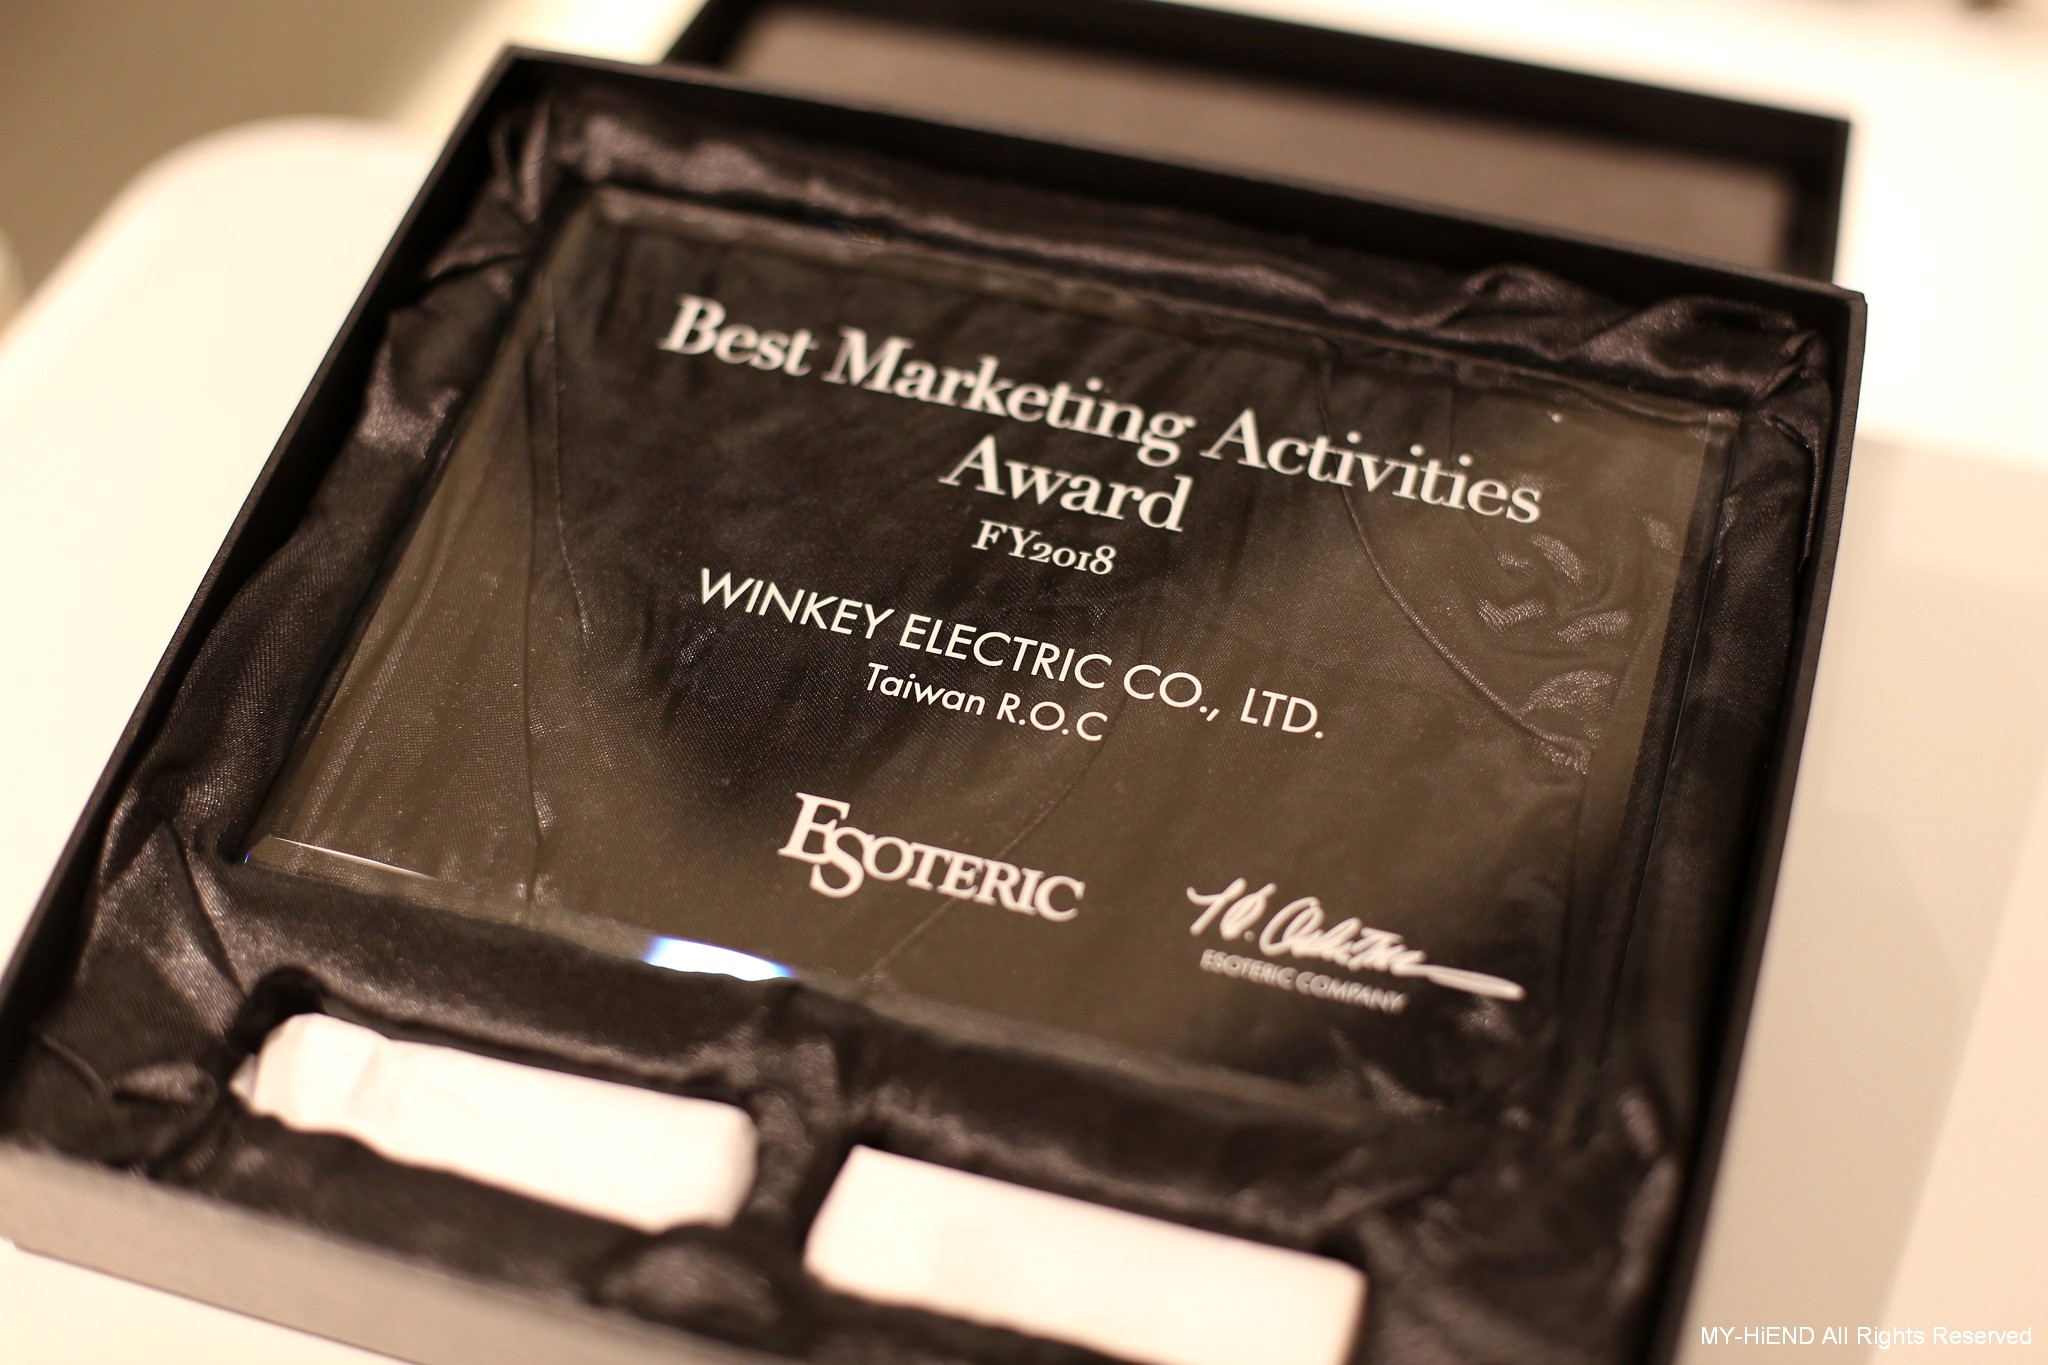 Best Marketing Activities
Award
FY2018
WINKEY ELECTRIC CO., LTD.
Taiwan R.O.C
ESOTERIC
ESOTERIC COMPANY
MY-HiEND All Rights Reserved